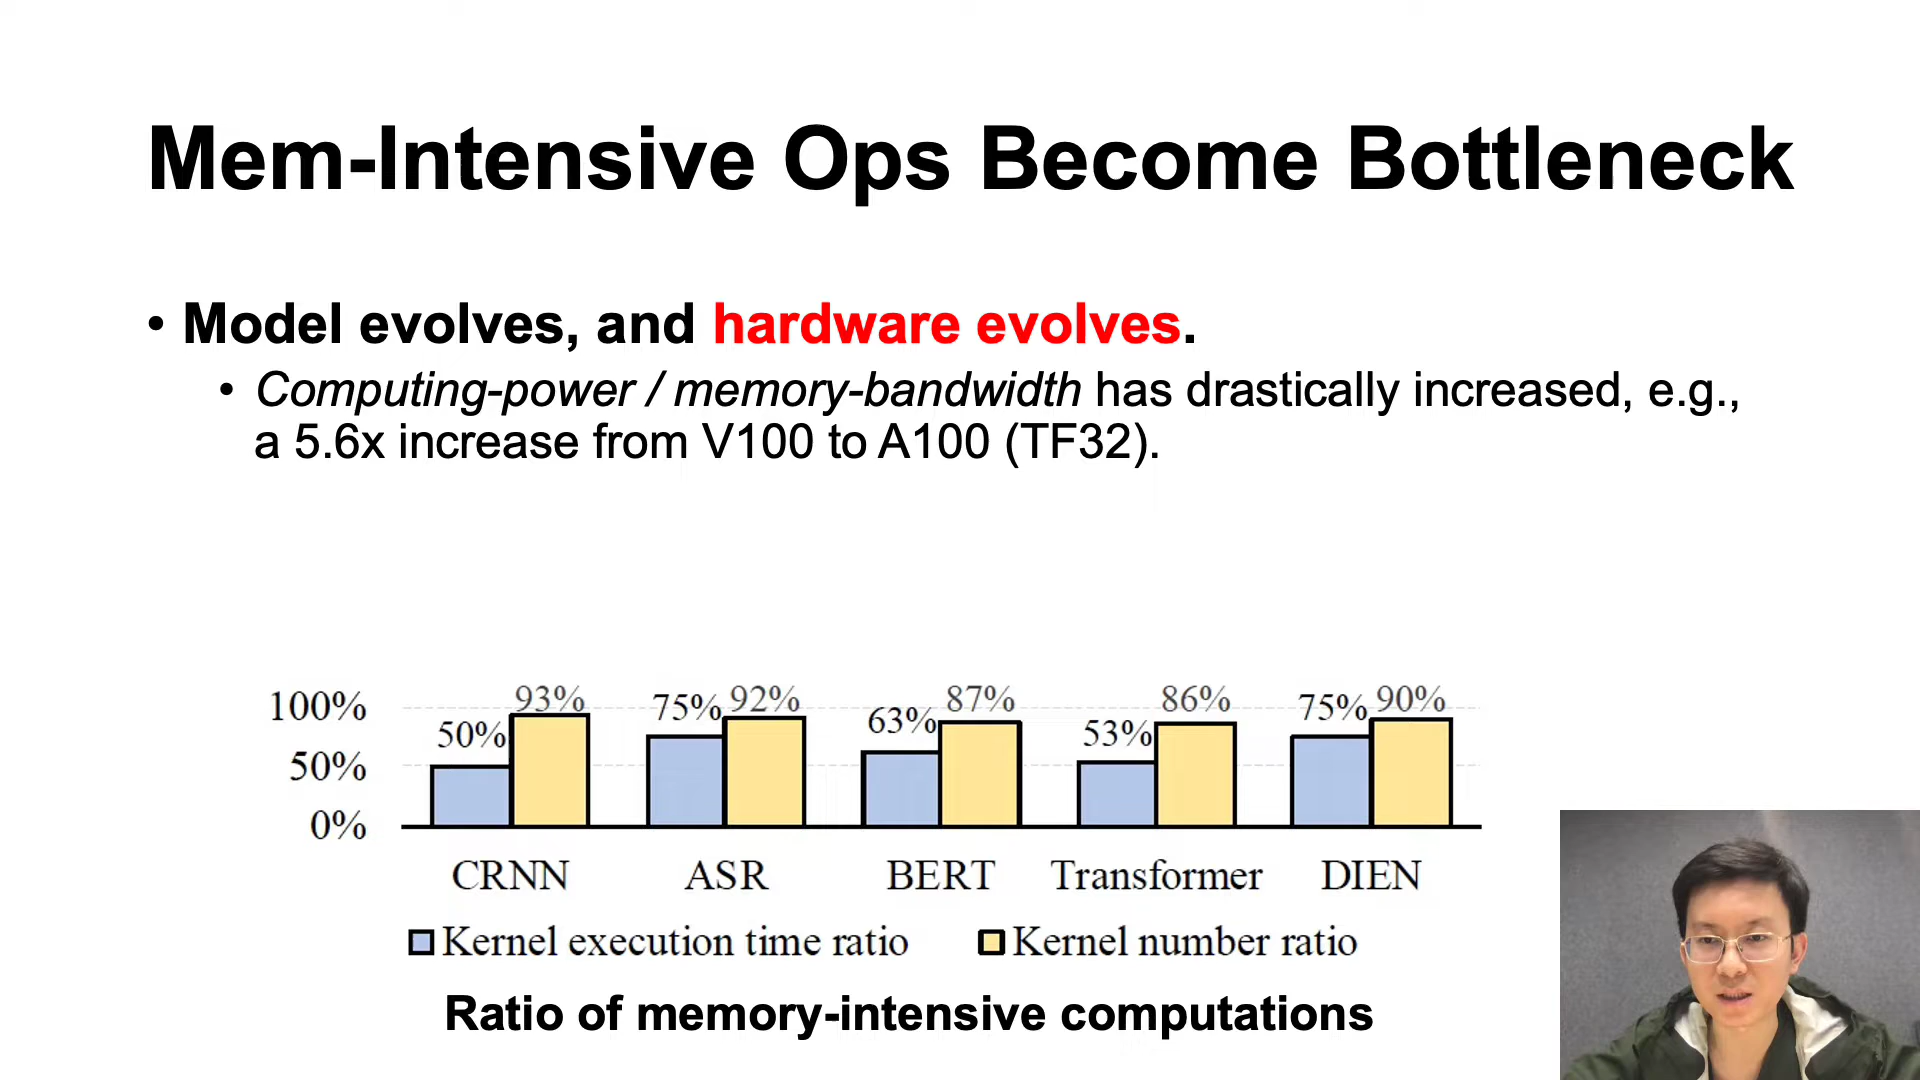 Mem-Intensive Ops Become Bottleneck
• Model evolves, and hardware evolves.
• Computing-power / memory-bandwidth has drastically increased, e.g.,
a 5.6x increase from V100 to A100 (TF32).
100%
50%
0%
50% 93% 75% 92% 63% 87% 53% 86% 75% 90%
CRNN ASR BERT Transformer DIEN
Kernel execution time ratio Kernel number ratio
Ratio of memory-intensive computations